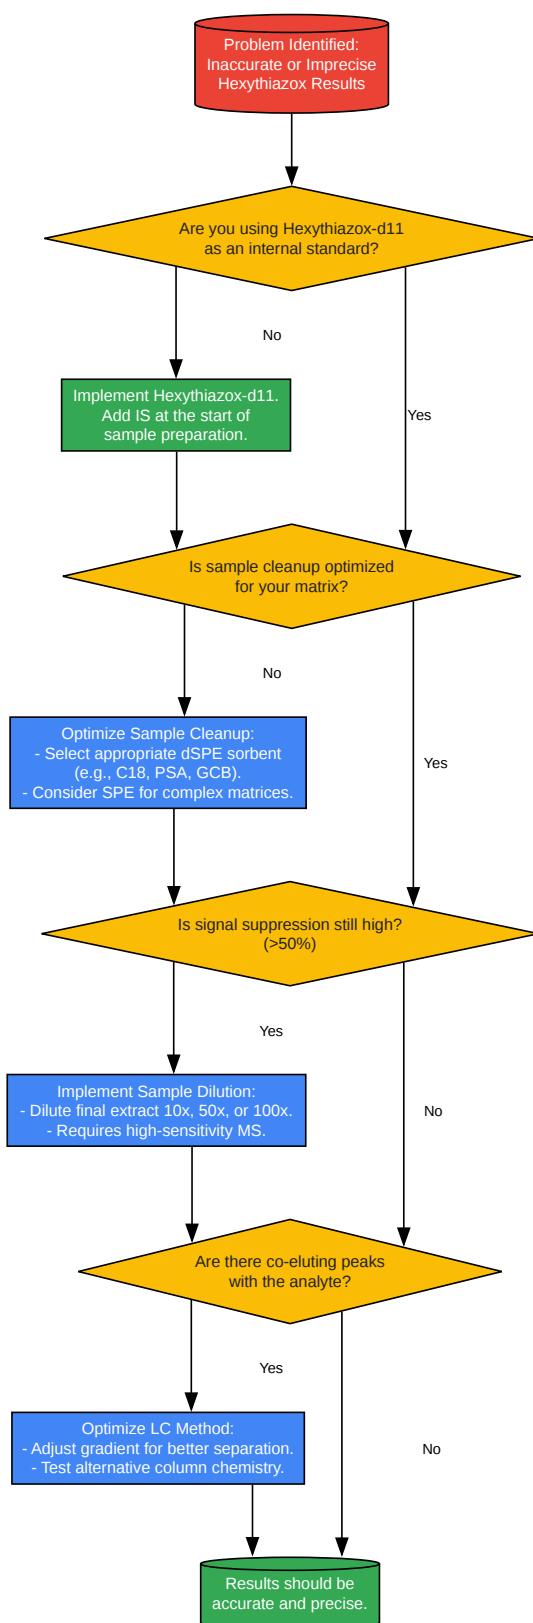 Problem Identified:
Inaccurate or Imprecise
Hexythiazox Results
Are you using Hexythiazox-d11
as an internal standard?
No
Implement Hexythiazox-d11.
Add IS at the start of
sample preparation.
Yes
Is sample cleanup optimized
for your matrix?
No
Optimize Sample Cleanup:
- Select appropriate dSPE sorbent
(e.g., C18, PSA, GCB).
- Consider SPE for complex matrices.
Yes
Is signal suppression still high?
(>50%)
Yes
Implement Sample Dilution:
- Dilute final extract 10x, 50x, or 100x.
- Requires high-sensitivity MS.
No
Are there co-eluting peaks
with the analyte?
Yes
Optimize LC Method:
- Adjust gradient for better separation.
- Test alternative column chemistry.
No
Results should be
accurate and precise.